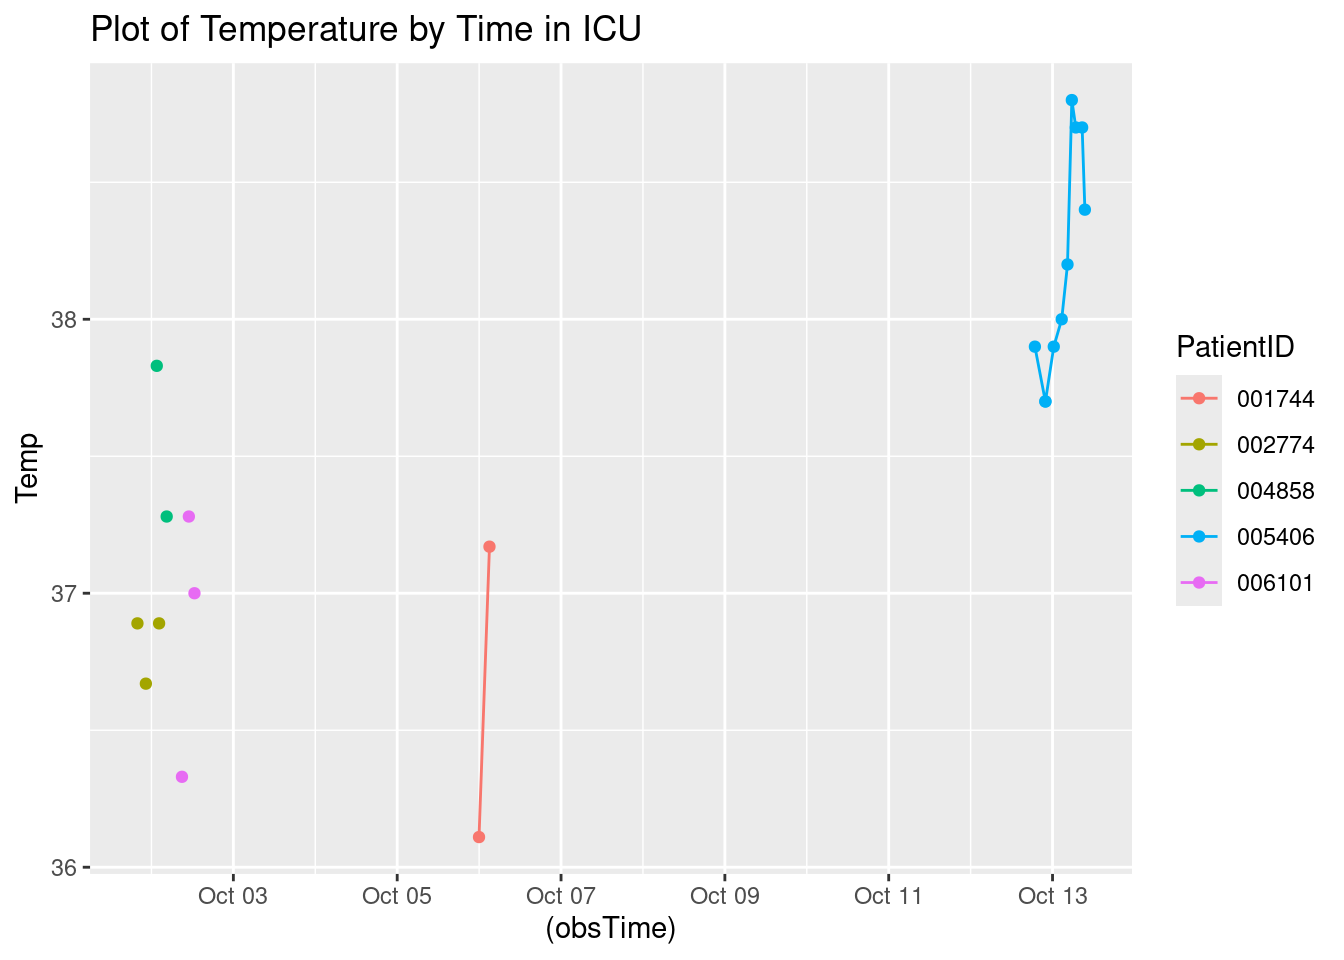 Plot of Temperature by Time in ICU
38
37
36
Temp
Oct 03
Oct 05
Oct 07
Oct 09
Oct 11
Oct 13
(obsTime)
PatientID
001744
002774
004858
005406
006101